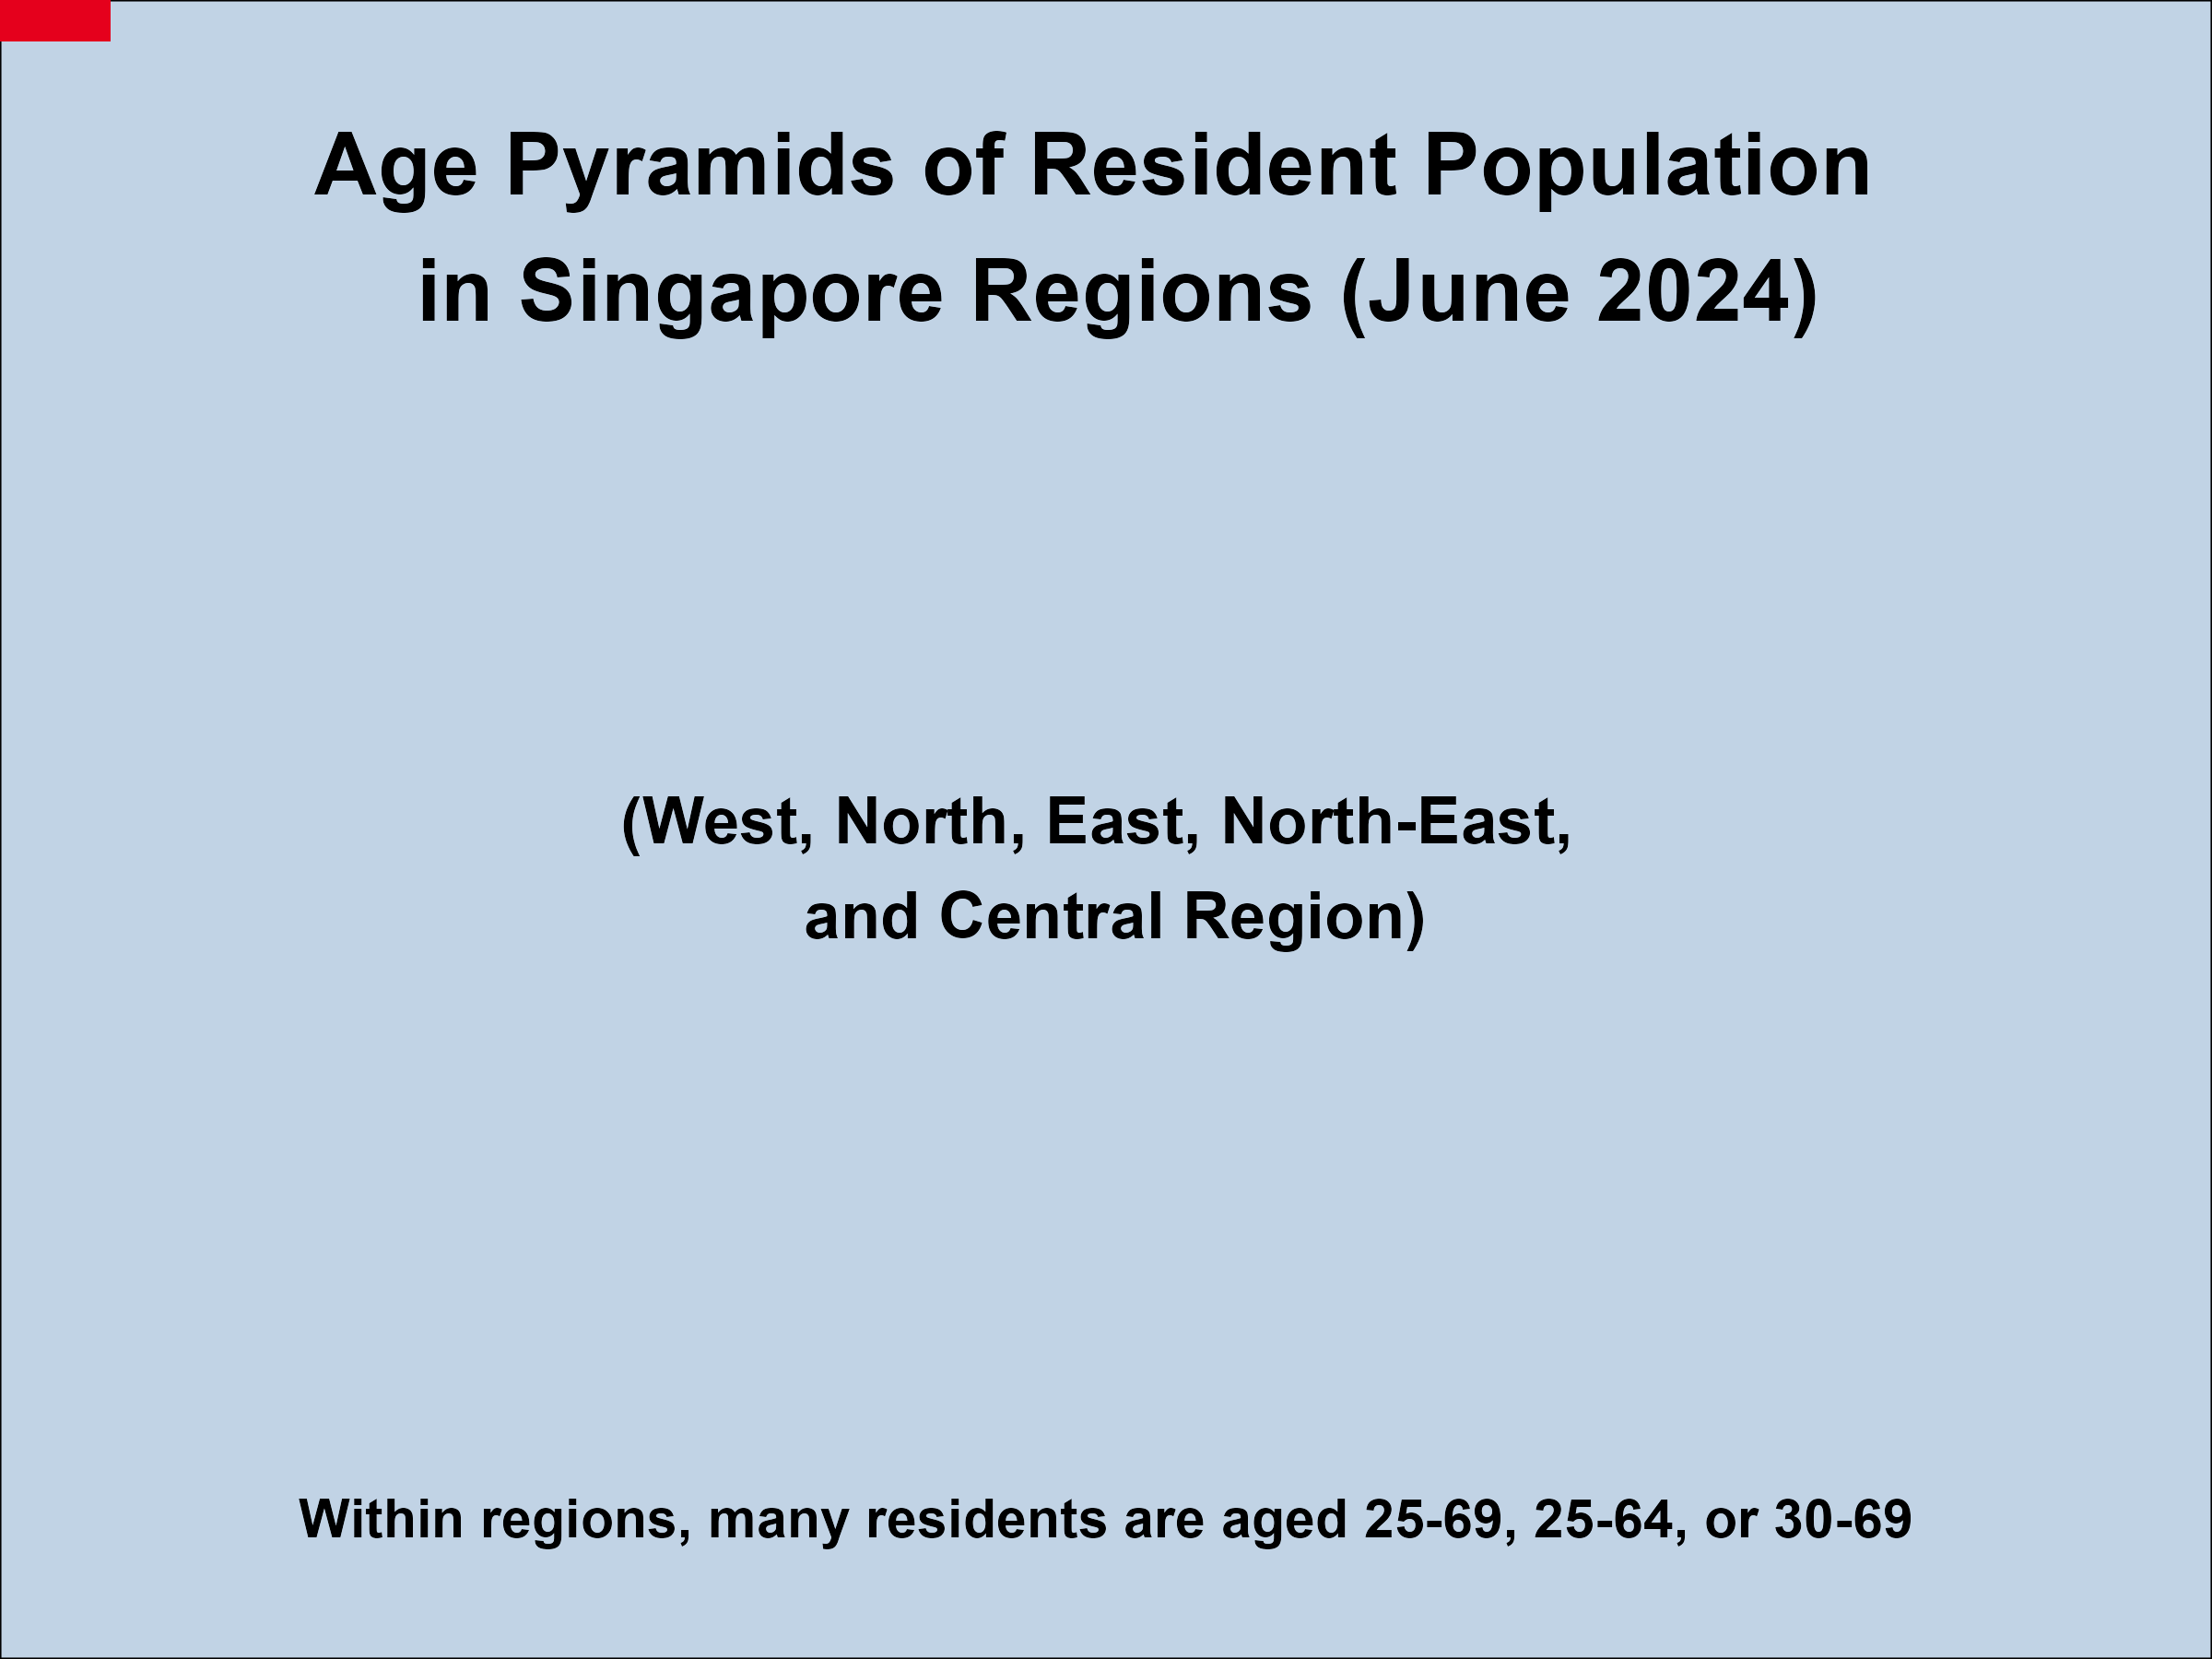 Age Pyramids of Resident Population
in Singapore Regions (June 2024)
(West, North, East, North-East,
and Central Region)
Within regions, many residents are aged 25-69, 25-64, or 30-69